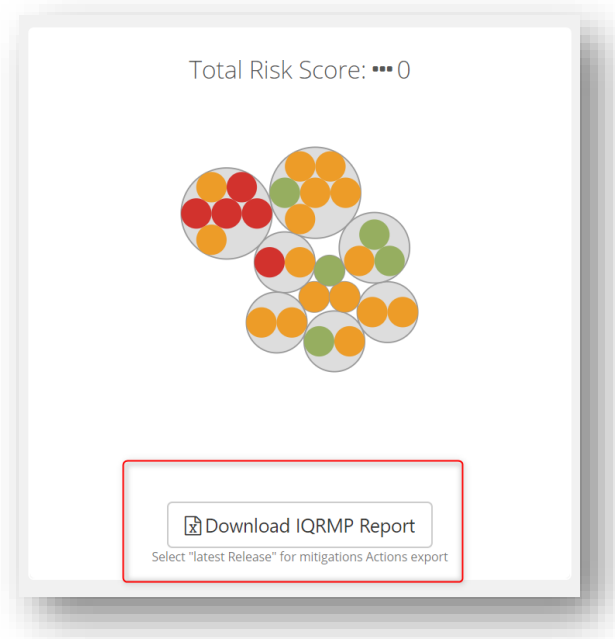 Total Risk Score: ••• 0
Download IQRMP Report
Select "latest Release" for mitigations Actions export